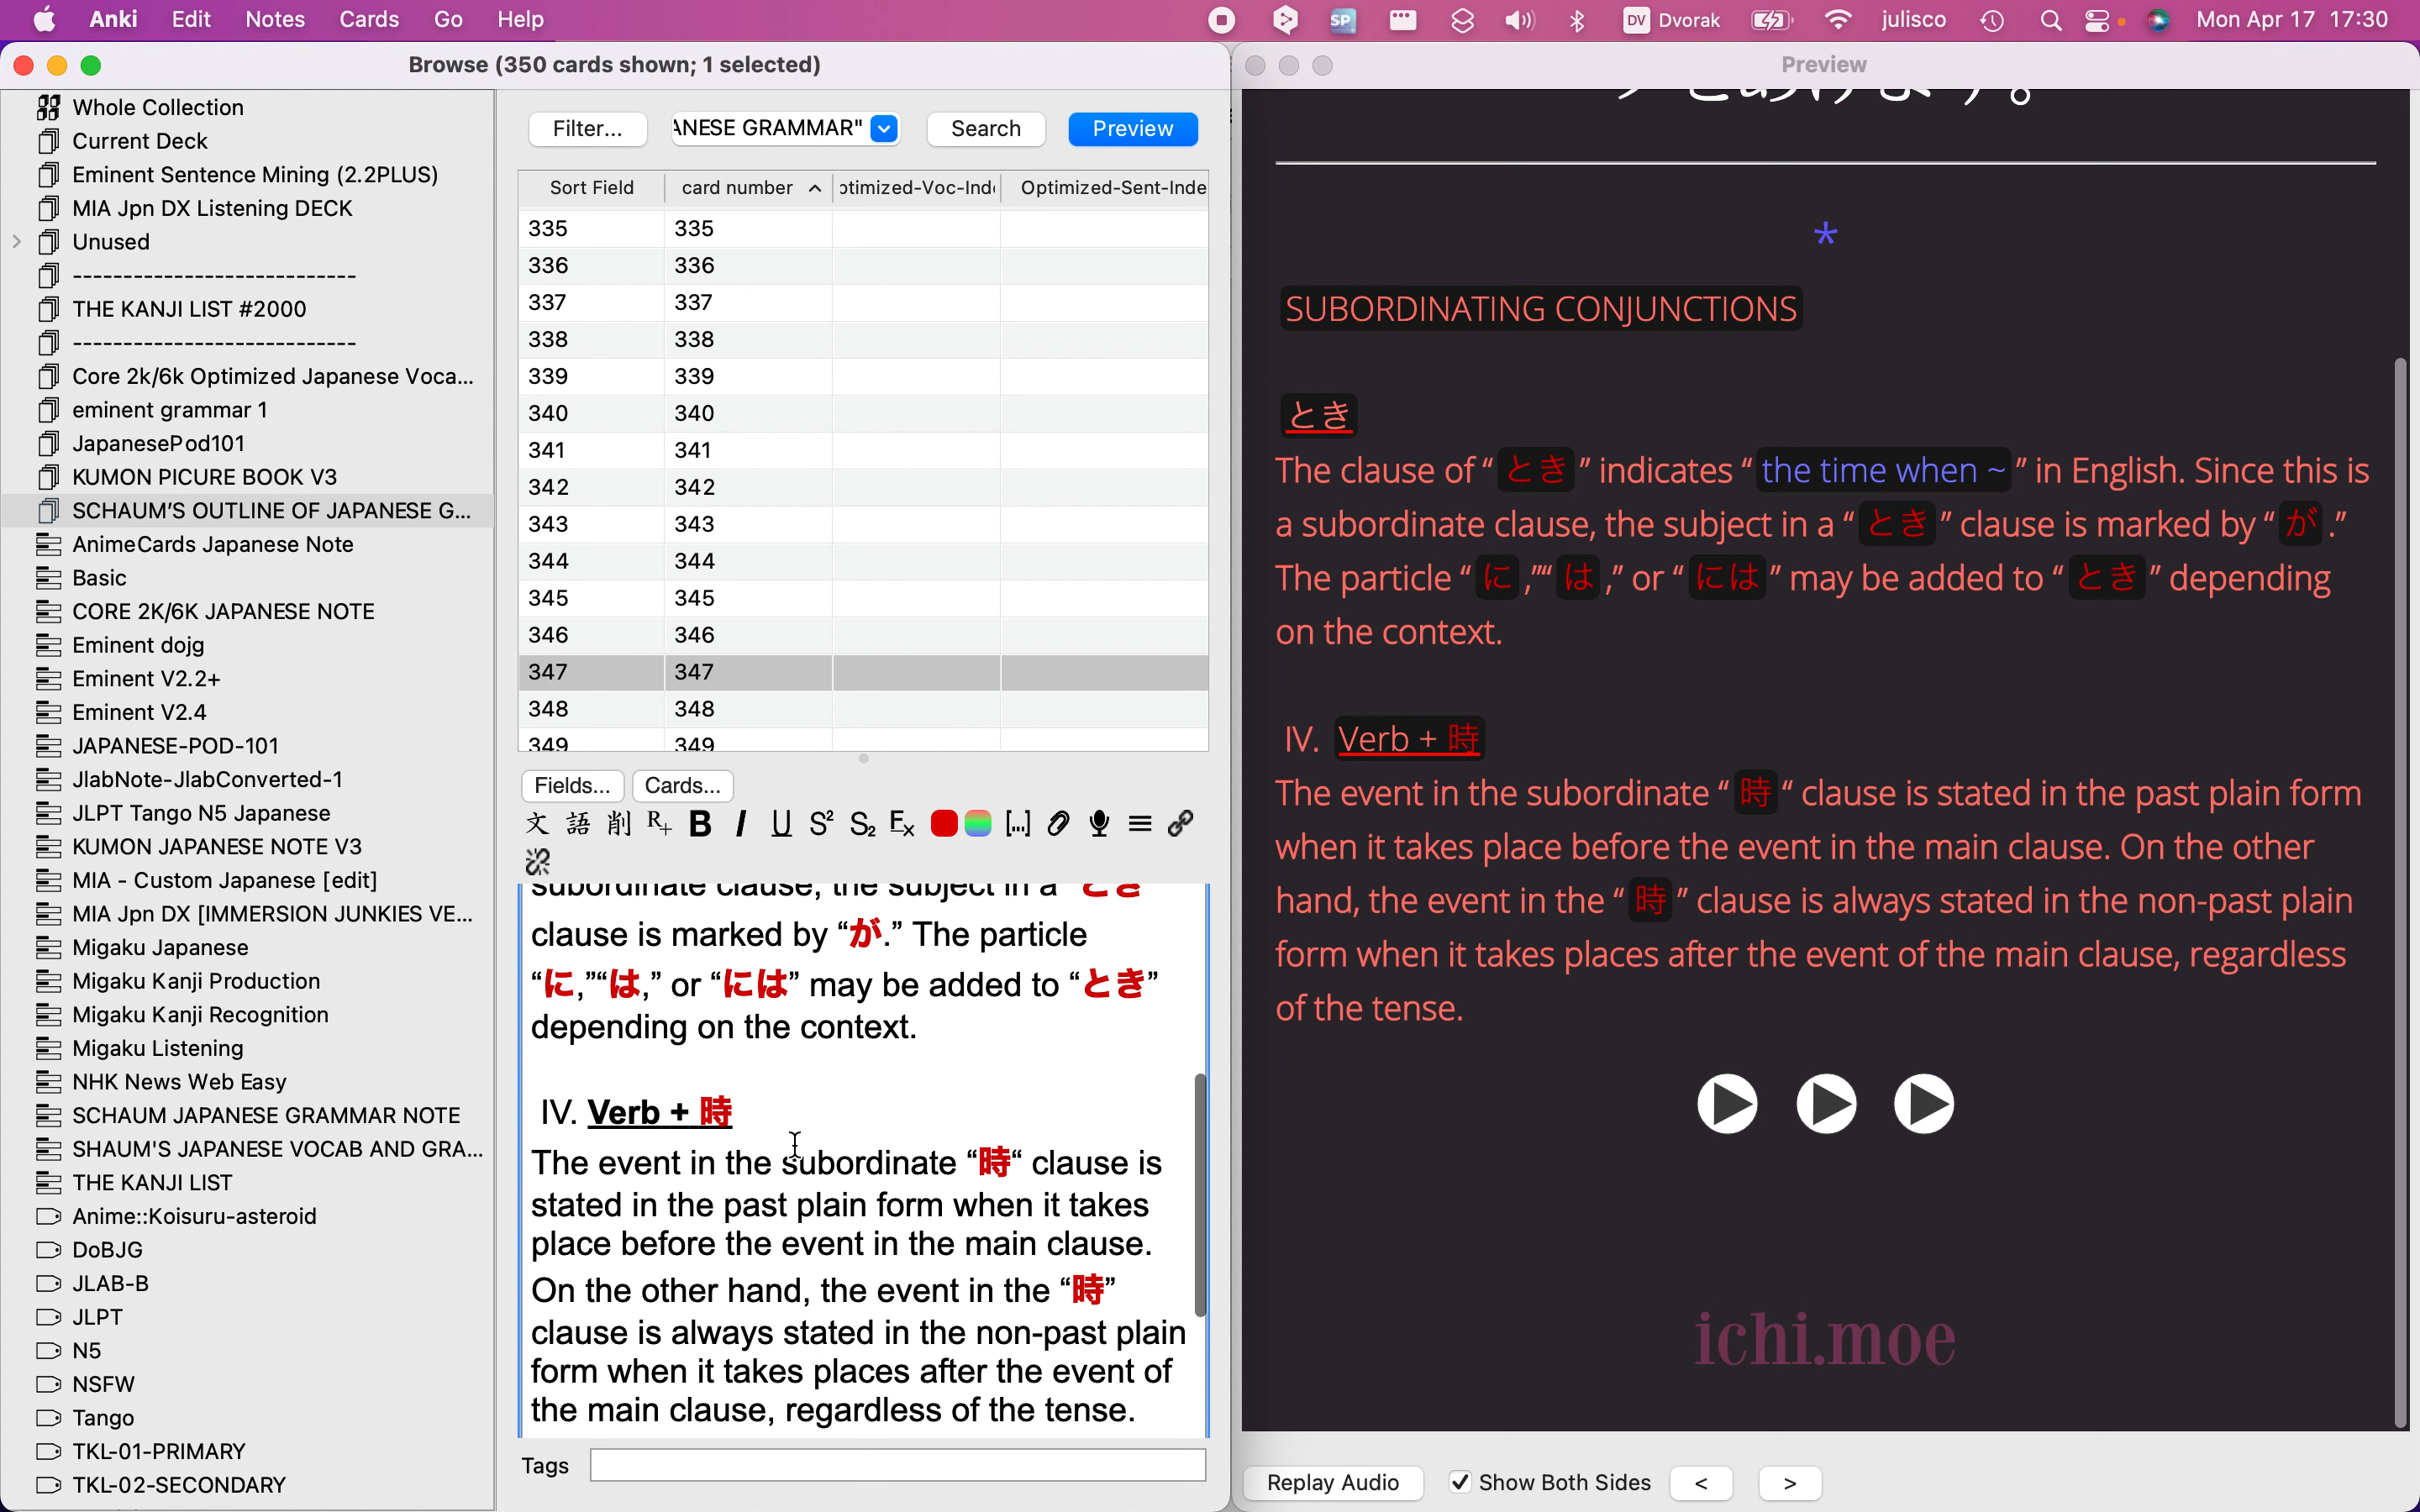 Anki Edit Notes Cards Go Help
SP DV Dvorak julisco Mon Apr 17 17:30
Browse (350 cards shown; 1 selected)
Whole Collection
Current Deck
Eminent Sentence Mining (2.2PLUS)
MIA Jpn DX Listening DECK
Unused
----------------------------
THE KANJI LIST #2000
----------------------------
Core 2k/6k Optimized Japanese Voca...
eminent grammar 1
JapanesePod101
KUMON PICURE BOOK V3
SCHAUM'S OUTLINE OF JAPANESE G...
AnimeCards Japanese Note
Basic
CORE 2K/6K JAPANESE NOTE
Eminent dojg
Eminent V2.2+
Eminent V2.4
JAPANESE-POD-101
JlabNote-JlabConverted-1
JLPT Tango N5 Japanese
KUMON JAPANESE NOTE V3
MIA - Custom Japanese [edit]
MIA Jpn DX [IMMERSION JUNKIES VE...
Migaku Japanese
Migaku Kanji Production
Migaku Kanji Recognition
Migaku Listening
NHK News Web Easy
SCHAUM JAPANESE GRAMMAR NOTE
SHAUM'S JAPANESE VOCAB AND GRA...
THE KANJI LIST
Anime::Koisuru-asteroid
DoBJG
JLAB-B
JLPT
N5
NSFW
Tango
TKL-01-PRIMARY
TKL-02-SECONDARY
Filter... ANESE GRAMMAR" Search Preview
Sort Field card number otimized-Voc-Ind Optimized-Sent-Inde
335 335
336 336
337 337
338 338
339 339
340 340
341 341
342 342
343 343
344 344
345 345
346 346
347 347
348 348
349 349
Fields... Cards...
文 語 削 R+ B I U S² S₂ Ex [...]
subordinate clause, the subject in a “とき
clause is marked by “が.” The particle
“に,”“は,” or “には” may be added to “とき”
depending on the context.
IV. Verb + 時
The event in the subordinate “時“ clause is
stated in the past plain form when it takes
place before the event in the main clause.
On the other hand, the event in the “時”
clause is always stated in the non-past plain
form when it takes places after the event of
the main clause, regardless of the tense.
Tags
Preview
*
SUBORDINATING CONJUNCTIONS
とき
The clause of “とき” indicates “the time when ~” in English. Since this is
a subordinate clause, the subject in a “とき” clause is marked by “が.”
The particle “に,”“は,” or “には” may be added to “とき” depending
on the context.
IV. Verb + 時
The event in the subordinate “時“ clause is stated in the past plain form
when it takes place before the event in the main clause. On the other
hand, the event in the “時” clause is always stated in the non-past plain
form when it takes places after the event of the main clause, regardless
of the tense.
ichi.moe
Replay Audio Show Both Sides < >